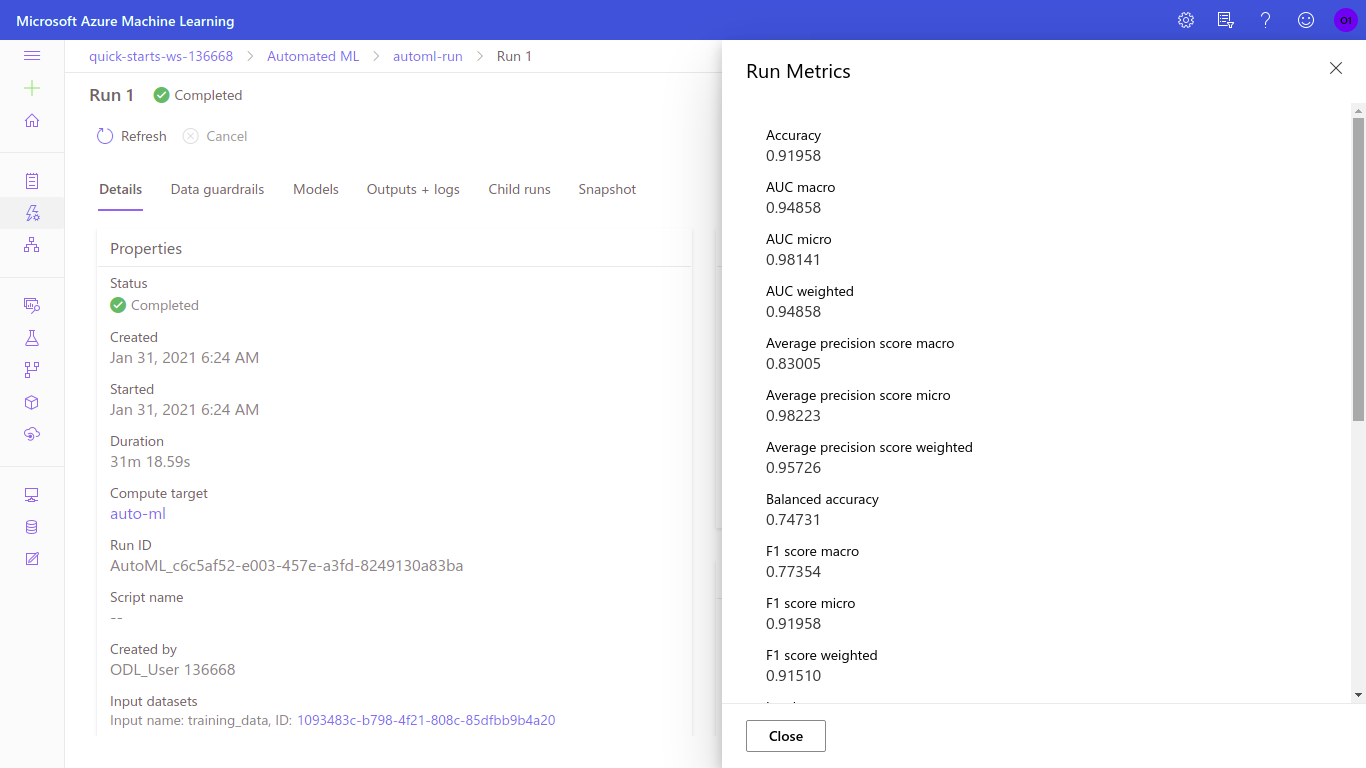 Microsoft Azure Machine Learning
O1
quick-starts-ws-136668 > Automated ML > automl-run > Run 1
Run 1 Completed
Refresh Cancel
Details Data guardrails Models Outputs + logs Child runs Snapshot
Properties
Status
Completed
Created
Jan 31, 2021 6:24 AM
Started
Jan 31, 2021 6:24 AM
Duration
31m 18.59s
Compute target
auto-ml
Run ID
AutoML_c6c5af52-e003-457e-a3fd-8249130a83ba
Script name
--
Created by
ODL_User 136668
Input datasets
Input name: training_data, ID: 1093483c-b798-4f21-808c-85dfbb9b4a20
Run Metrics
Accuracy
0.91958
AUC macro
0.94858
AUC micro
0.98141
AUC weighted
0.94858
Average precision score macro
0.83005
Average precision score micro
0.98223
Average precision score weighted
0.95726
Balanced accuracy
0.74731
F1 score macro
0.77354
F1 score micro
0.91958
F1 score weighted
0.91510
Close